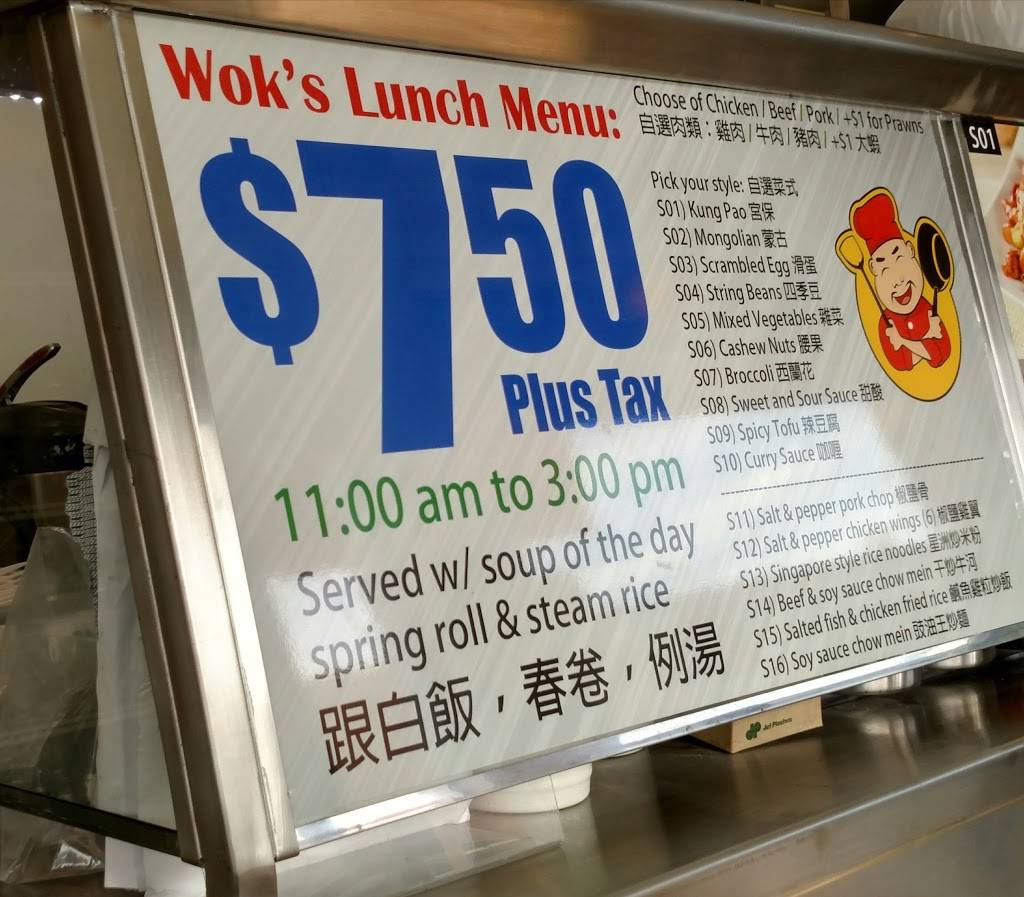 Wok's Lunch Menu:
$750
Plus Tax
11:00 am to 3:00 pm
Served w/ soup of the day
spring roll & steam rice
跟白飯，春卷，例湯
Choose of Chicken / Beef / Pork / +$1 for Prawns
自選肉類：雞肉 / 牛肉 / 豬肉 / +$1 大蝦
Pick your style: 自選菜式
S01) Kung Pao 宮保
S02) Mongolian 蒙古
S03) Scrambled Egg 滑蛋
S04) String Beans 四季豆
S05) Mixed Vegetables 雜菜
S06) Cashew Nuts 腰果
S07) Broccoli 西蘭花
S08) Sweet and Sour Sauce 甜酸
S09) Spicy Tofu 辣豆腐
S10) Curry Sauce 咖喱
S11) Salt & pepper pork chop 椒鹽骨
S12) Salt & pepper chicken wings (6) 椒鹽雞翼
S13) Singapore style rice noodles 星洲炒米粉
S14) Beef & soy sauce chow mein 干炒牛河
S15) Salted fish & chicken fried rice 鹹魚雞粒炒飯
S16) Soy sauce chow mein 豉油王炒麵
S01